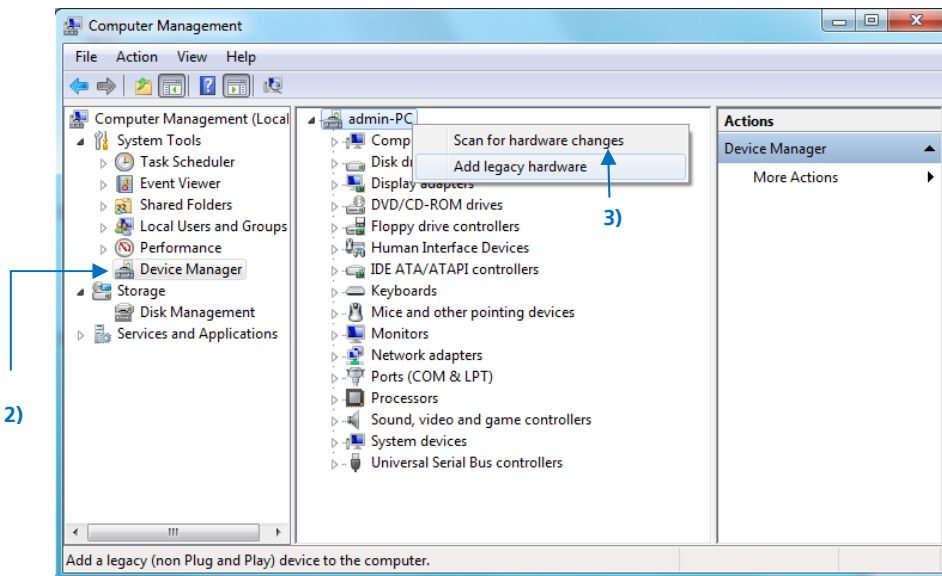 Computer Management
File Action View Help
Computer Management (Local
System Tools
Task Scheduler
Event Viewer
Shared Folders
Local Users and Groups
Performance
Device Manager
Storage
Disk Management
Services and Applications
2)
admin-PC
Comp
Disk d
Display adapters
DVD/CD-ROM drives
Floppy drive controllers
Human Interface Devices
IDE ATA/ATAPI controllers
Keyboards
Mice and other pointing devices
Monitors
Network adapters
Ports (COM & LPT)
Processors
Sound, video and game controllers
System devices
Universal Serial Bus controllers
Scan for hardware changes
Add legacy hardware
3)
Actions
Device Manager
More Actions
Add a legacy (non Plug and Play) device to the computer.